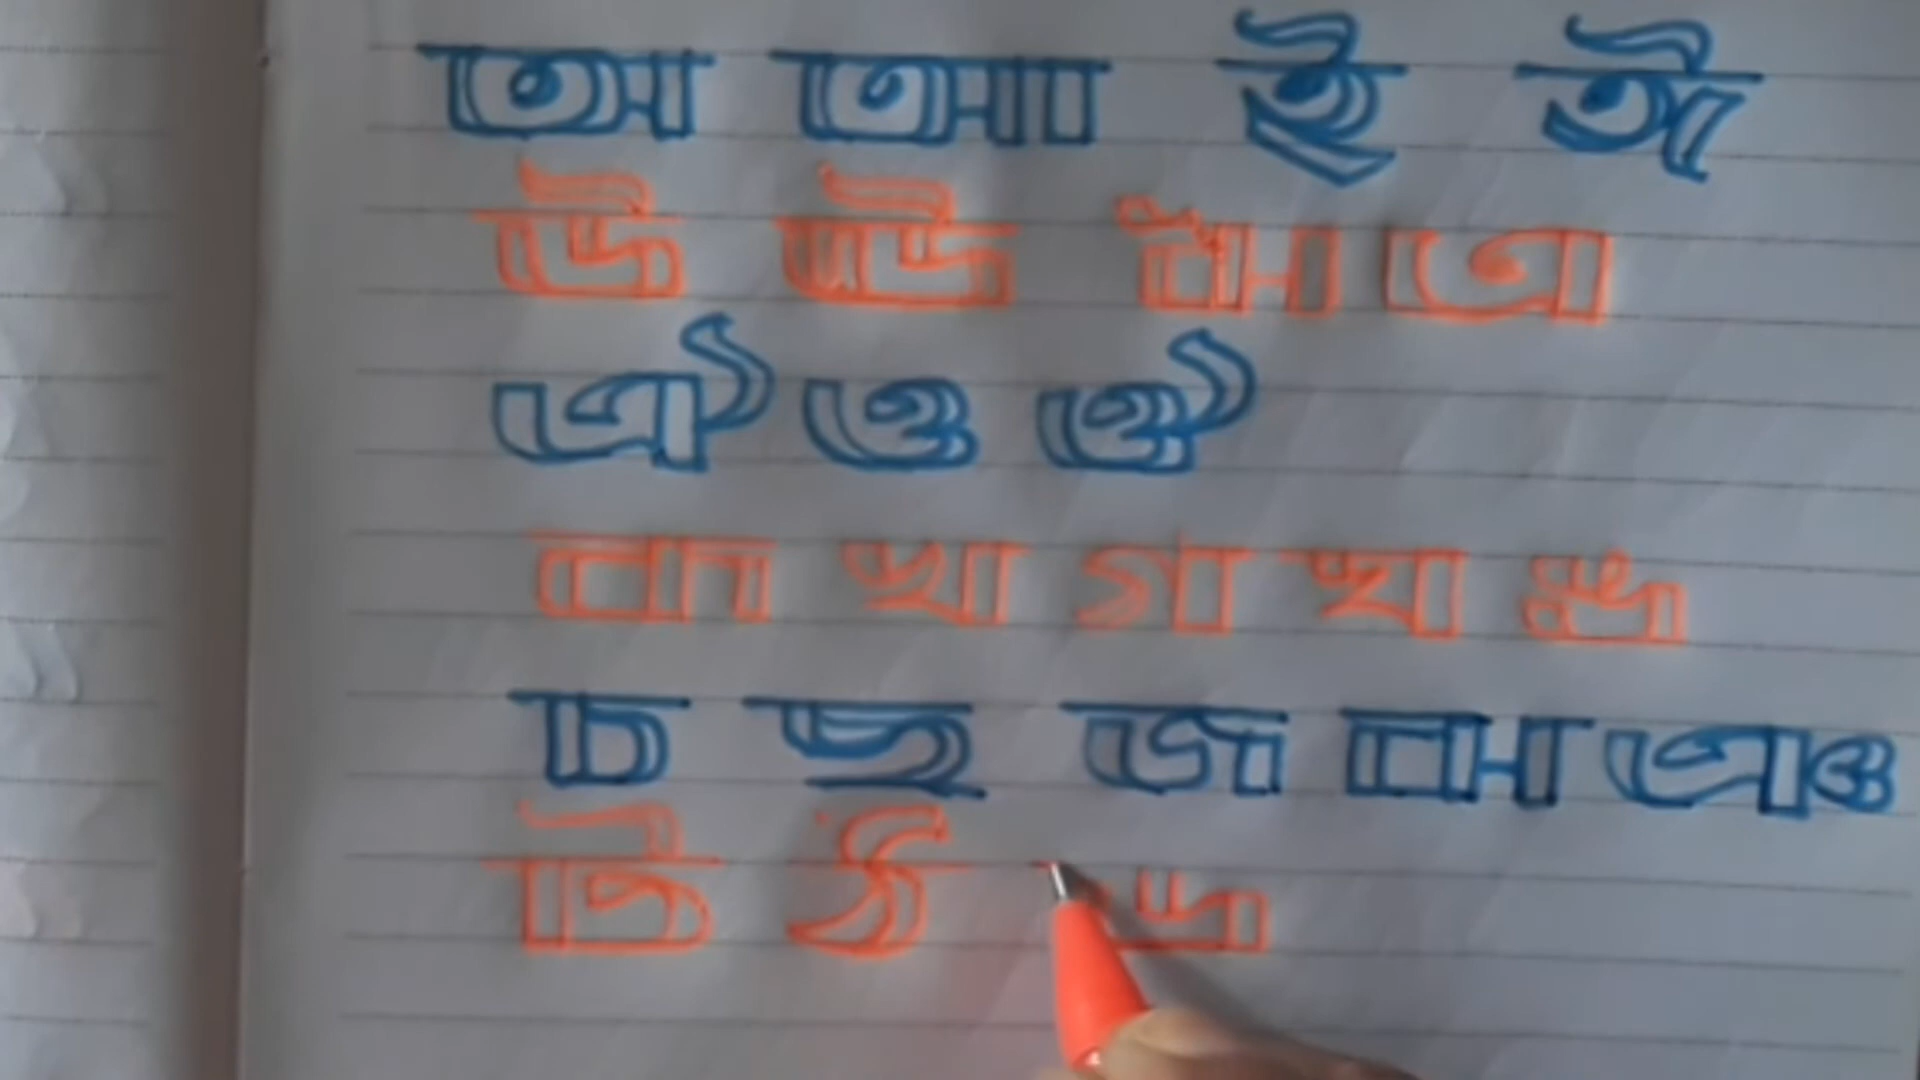 অ আ ই ঈ
উ ঊ ঋ এ
ঐ ও ঔ
ক খ গ ঘ ঙ
চ ছ জ ঝ ঞ
ট ঠ ড